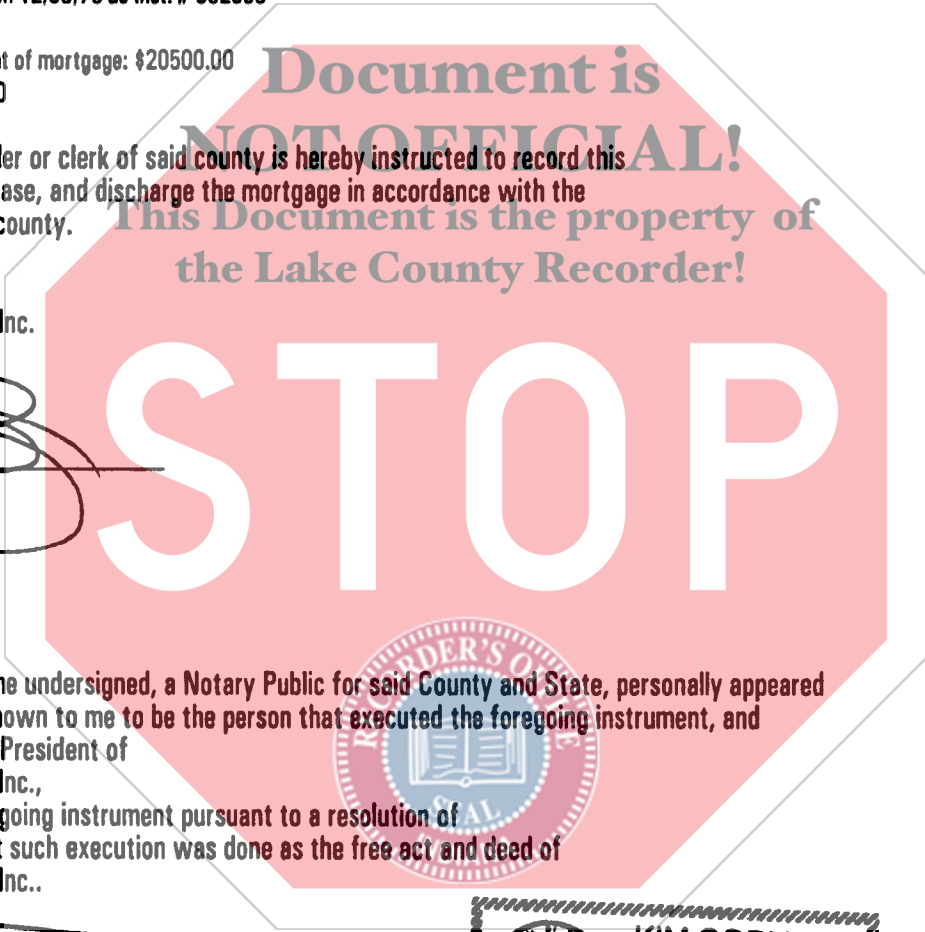 t of mortgage: $20500.00
Document is
NOT OFFICIAL!
er or clerk of said county is hereby instructed to record this
ase, and discharge the mortgage in accordance with the
county.
This Document is the property of
the Lake County Recorder!
Inc.
STOP
RECORDER'S OFFICE
SEAL
e undersigned, a Notary Public for said County and State, personally appeared
own to me to be the person that executed the foregoing instrument, and
President of
Inc.,
going instrument pursuant to a resolution of
t such execution was done as the free act and deed of
Inc..